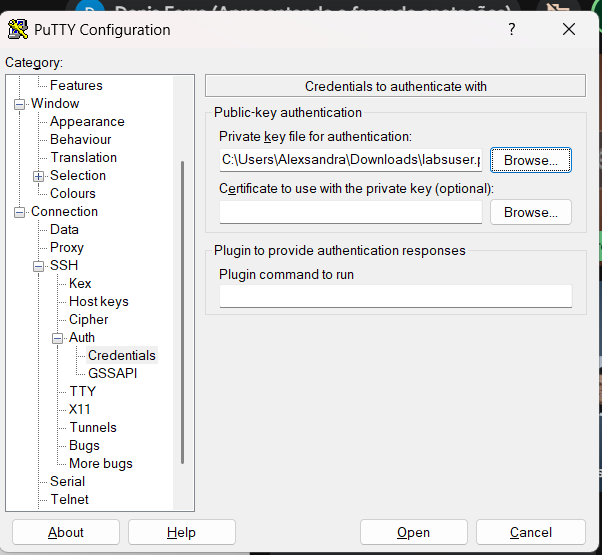 PuTTY Configuration
?
Category:
Features
Window
Appearance
Behaviour
Translation
Selection
Colours
Connection
Data
Proxy
SSH
Kex
Host keys
Cipher
Auth
Credentials
GSSAPI
TTY
X11
Tunnels
Bugs
More bugs
Serial
Telnet
Credentials to authenticate with
Public-key authentication
Private key file for authentication:
C:\Users\Alexsandra\Downloads\labsuser.p
Browse...
Certificate to use with the private key (optional):
Browse...
Plugin to provide authentication responses
Plugin command to run
About
Help
Open
Cancel